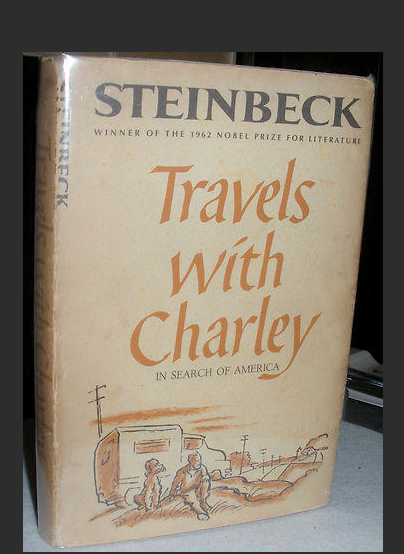 STEINBECK
WINNER OF THE 1962 NOBEL PRIZE FOR LITERATURE
Travels
with
Charley
IN SEARCH OF AMERICA
STEINBECK